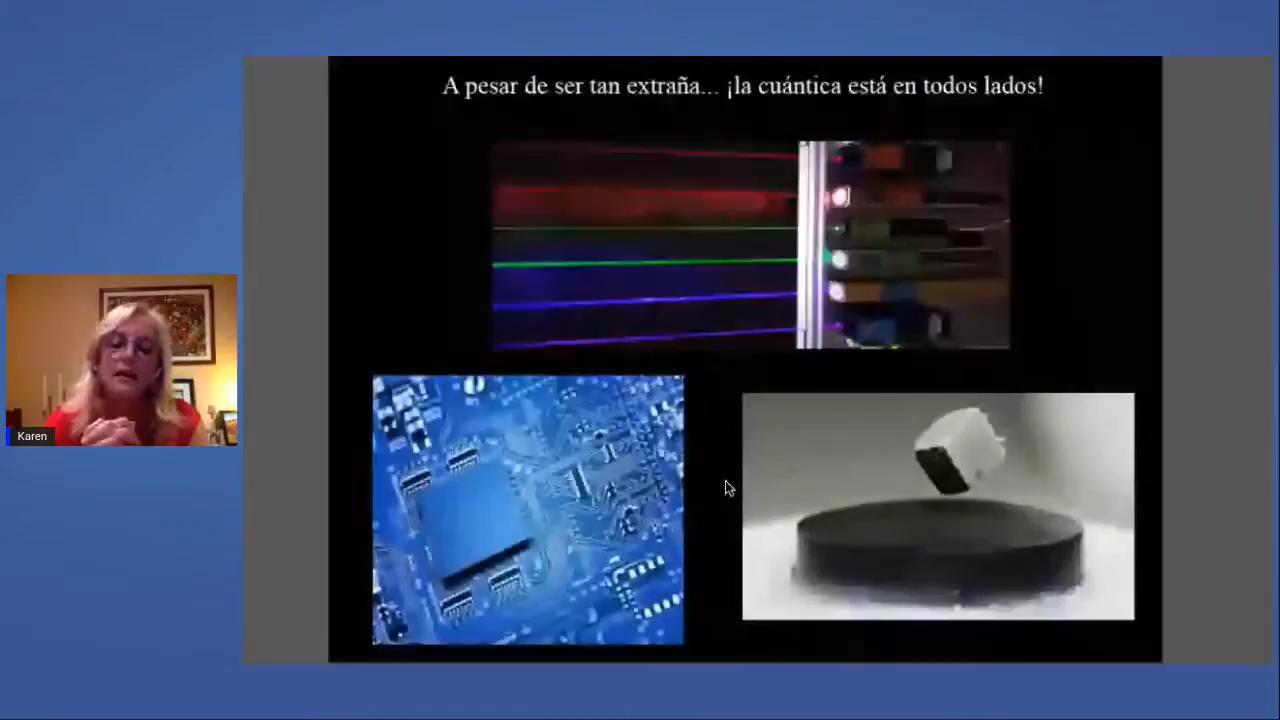 A pesar de ser tan extraña... ¡la cuántica está en todos lados!
Karen